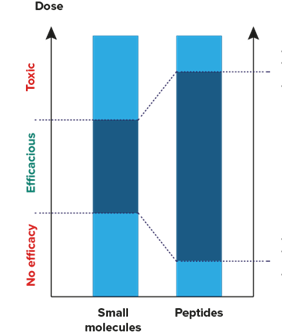 Dose
Toxic
Efficacious
No efficacy
Small
molecules
Peptides